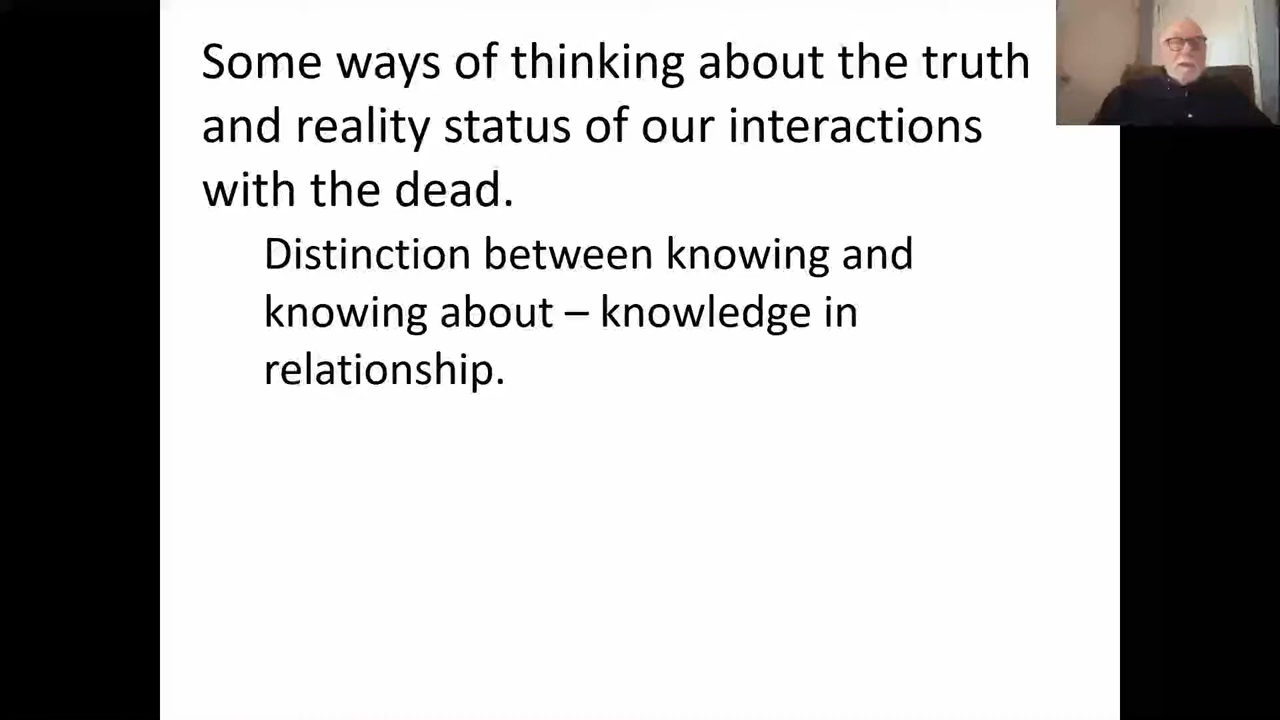 Some ways of thinking about the truth
and reality status of our interactions
with the dead.
Distinction between knowing and
knowing about – knowledge in
relationship.